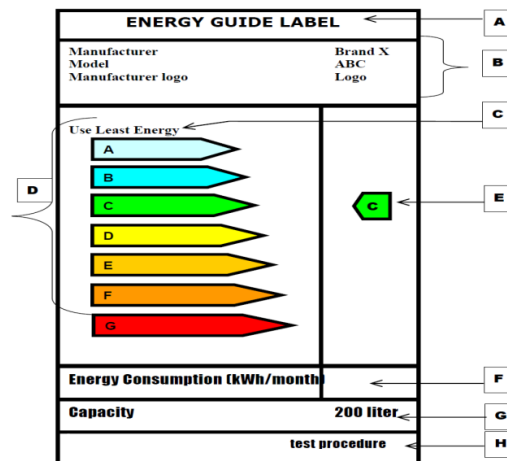 ENERGY GUIDE LABEL
A
Manufacturer Brand X
Model ABC
Manufacturer logo Logo
B
Use Least Energy
C
A
B
C
D
E
F
G
D
C
E
Energy Consumption (kWh/month)
F
Capacity 200 liter
G
test procedure
H